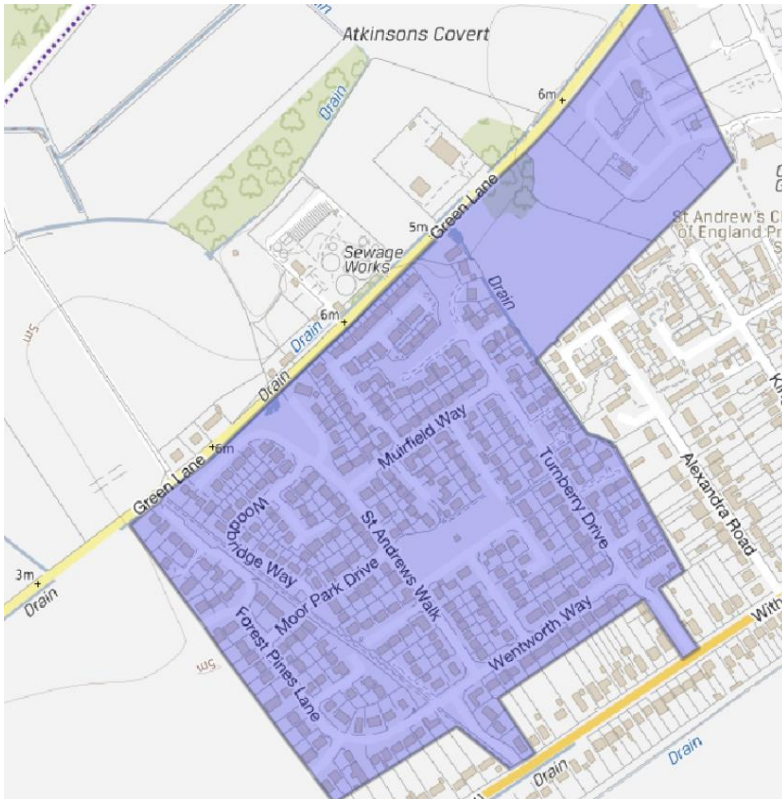 Atkinsons Covert
Drain
6m
Green Lane
5m
St Andrew's C
of England Pr
Sewage
Works
Drain
6m
Drain
5m
Drain
Muirfield Way
6m
Green Lane
Turnberry Drive
Alexandra Road
Woodbridge Way
St Andrews Walk
Moor Park Drive
3m
Drain
Forest Pines Lane
Wentworth Way
5m
With
Drain
Drain